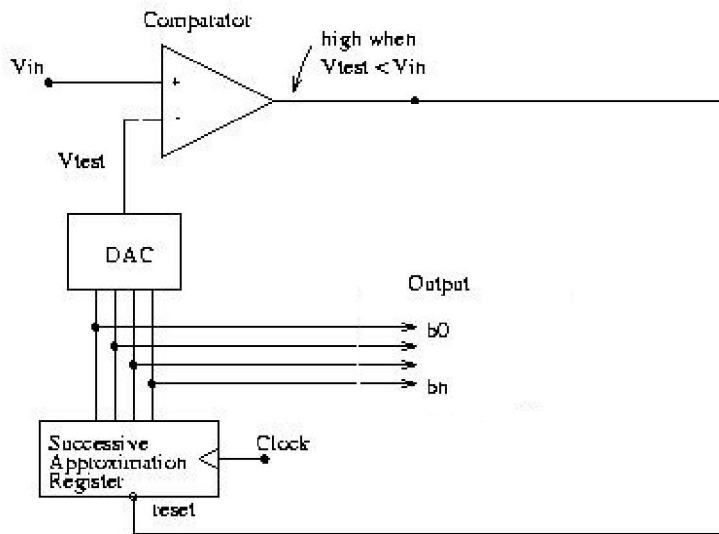 Comparator
high when
Vtest < Vin
Vin
+
-
Vtest
DAC
Output
b0
bn
Successive
Approximation
Register
Clock
reset